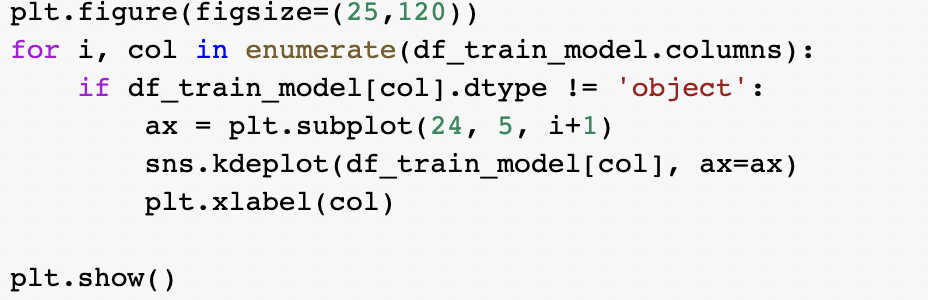 plt.figure(figsize=(25,120))
for i, col in enumerate(df_train_model.columns):
    if df_train_model[col].dtype != 'object':
        ax = plt.subplot(24, 5, i+1)
        sns.kdeplot(df_train_model[col], ax=ax)
        plt.xlabel(col)

plt.show()